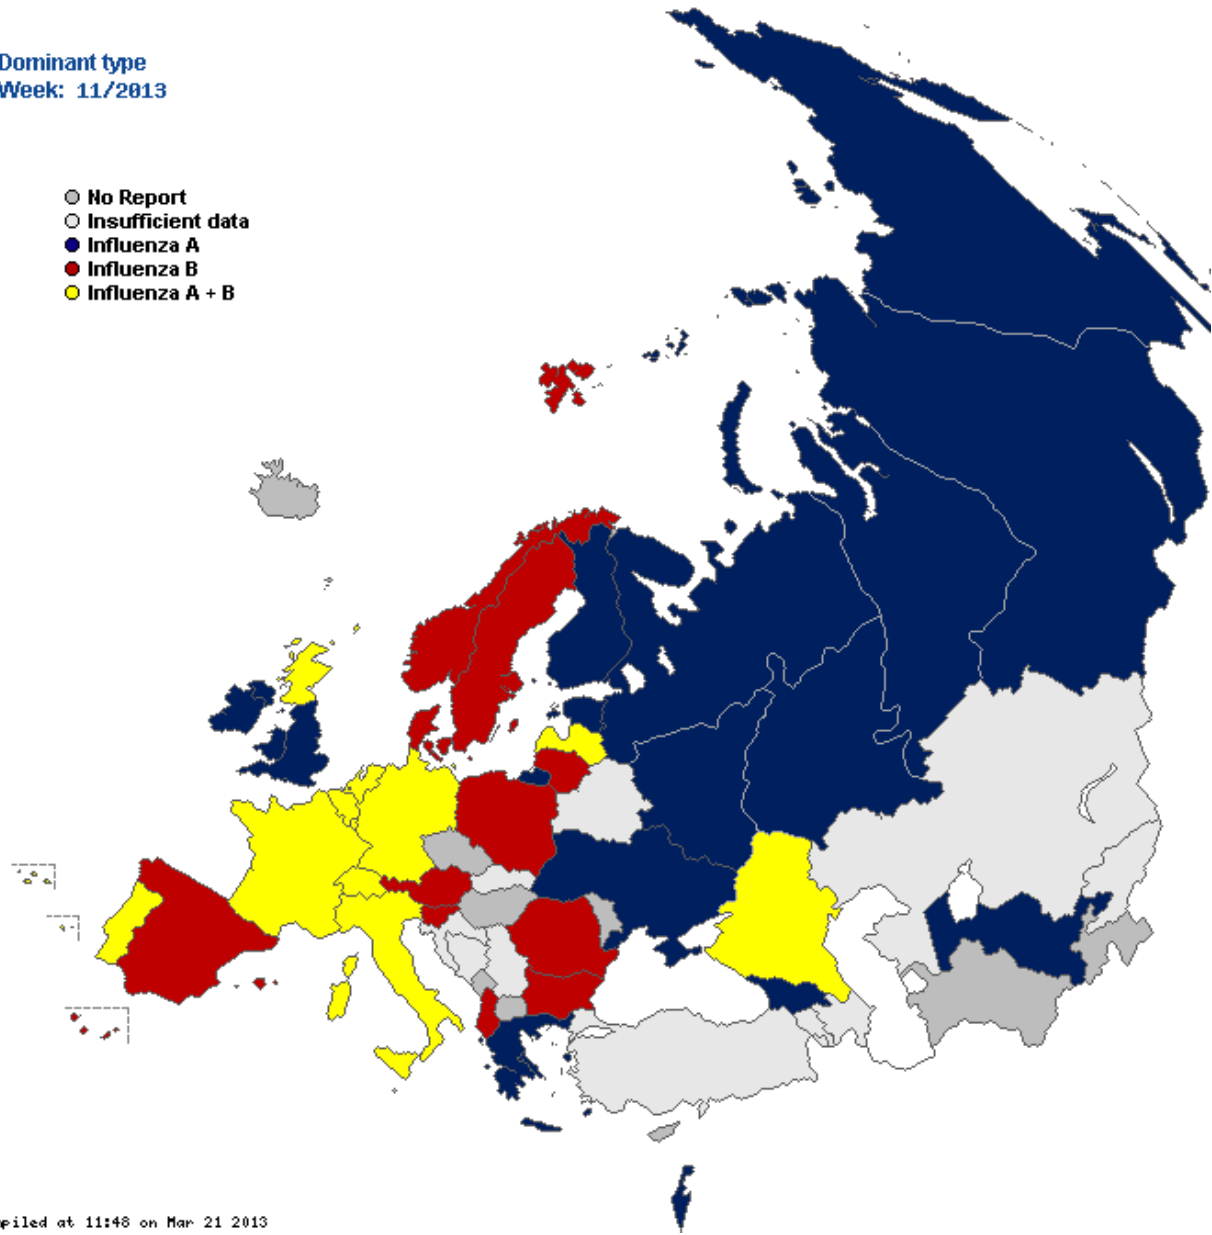 Dominant type
Week: 11/2013
No Report
Insufficient data
Influenza A
Influenza B
Influenza A + B
piled at 11:48 on Mar 21 2013